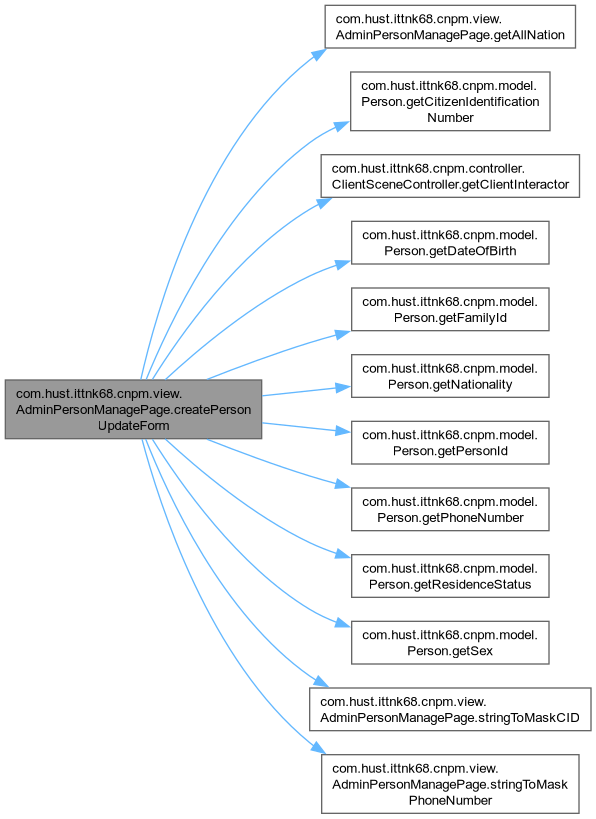 com.hust.ittnk68.cnpm.view.
AdminPersonManagePage.getAllNation
com.hust.ittnk68.cnpm.model.
Person.getCitizenIdentification
Number
com.hust.ittnk68.cnpm.controller.
ClientSceneController.getClientInteractor
com.hust.ittnk68.cnpm.model.
Person.getDateOfBirth
com.hust.ittnk68.cnpm.model.
Person.getFamilyId
com.hust.ittnk68.cnpm.view.
AdminPersonManagePage.createPerson
UpdateForm
com.hust.ittnk68.cnpm.model.
Person.getNationality
com.hust.ittnk68.cnpm.model.
Person.getPersonId
com.hust.ittnk68.cnpm.model.
Person.getPhoneNumber
com.hust.ittnk68.cnpm.model.
Person.getResidenceStatus
com.hust.ittnk68.cnpm.model.
Person.getSex
com.hust.ittnk68.cnpm.view.
AdminPersonManagePage.stringToMaskCID
com.hust.ittnk68.cnpm.view.
AdminPersonManagePage.stringToMask
PhoneNumber